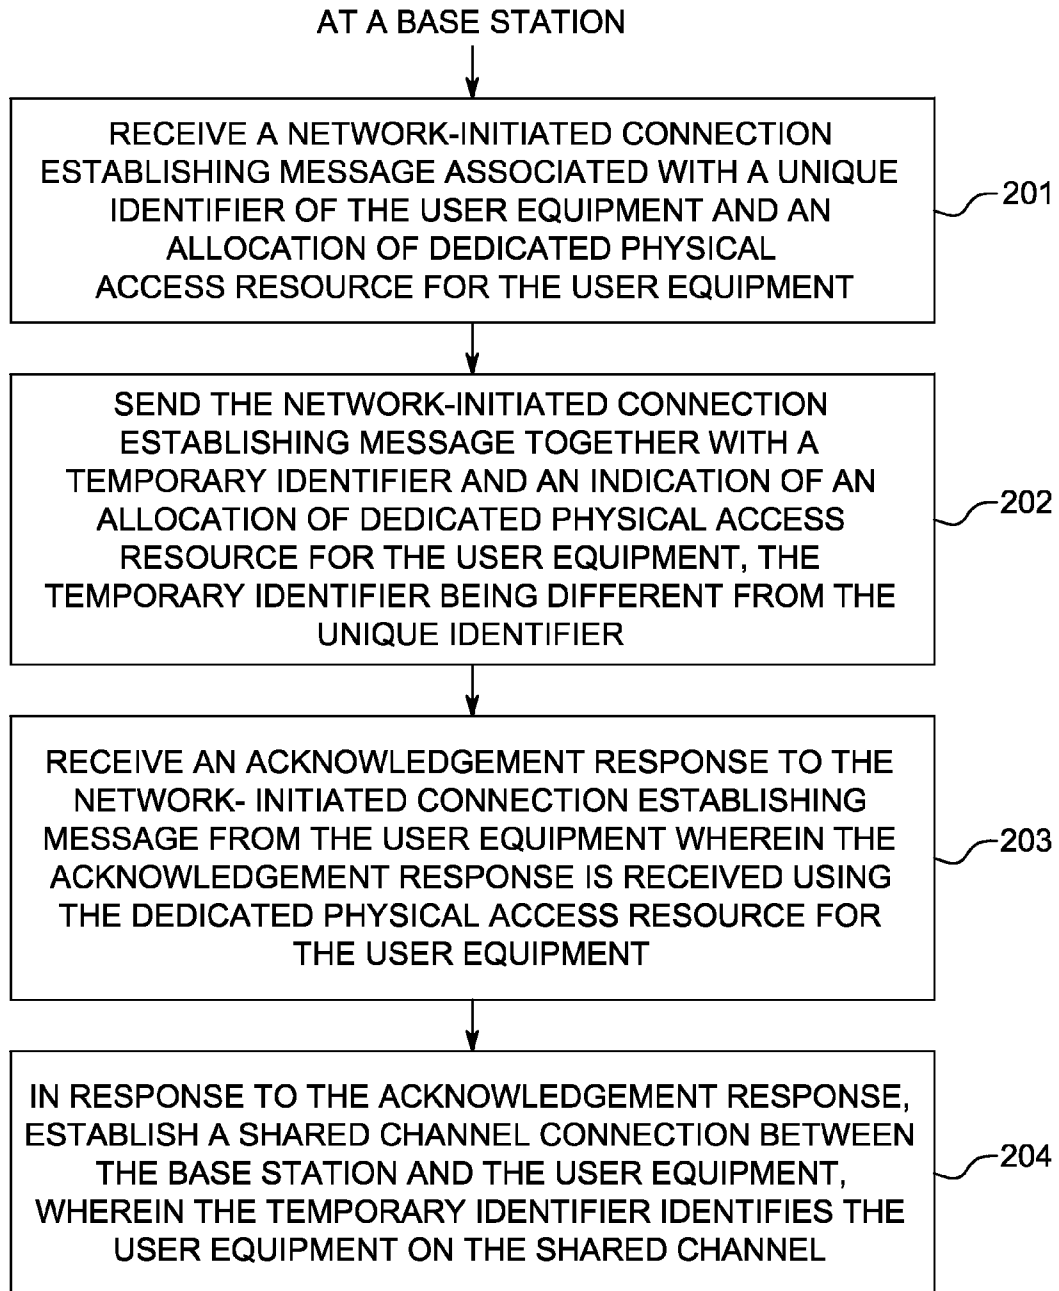 AT A BASE STATION
RECEIVE A NETWORK-INITIATED CONNECTION
ESTABLISHING MESSAGE ASSOCIATED WITH A UNIQUE
IDENTIFIER OF THE USER EQUIPMENT AND AN
ALLOCATION OF DEDICATED PHYSICAL
ACCESS RESOURCE FOR THE USER EQUIPMENT
201
SEND THE NETWORK-INITIATED CONNECTION
ESTABLISHING MESSAGE TOGETHER WITH A
TEMPORARY IDENTIFIER AND AN INDICATION OF AN
ALLOCATION OF DEDICATED PHYSICAL ACCESS
RESOURCE FOR THE USER EQUIPMENT, THE
TEMPORARY IDENTIFIER BEING DIFFERENT FROM THE
UNIQUE IDENTIFIER
202
RECEIVE AN ACKNOWLEDGEMENT RESPONSE TO THE
NETWORK- INITIATED CONNECTION ESTABLISHING
MESSAGE FROM THE USER EQUIPMENT WHEREIN THE
ACKNOWLEDGEMENT RESPONSE IS RECEIVED USING
THE DEDICATED PHYSICAL ACCESS RESOURCE FOR
THE USER EQUIPMENT
203
IN RESPONSE TO THE ACKNOWLEDGEMENT RESPONSE,
ESTABLISH A SHARED CHANNEL CONNECTION BETWEEN
THE BASE STATION AND THE USER EQUIPMENT,
WHEREIN THE TEMPORARY IDENTIFIER IDENTIFIES THE
USER EQUIPMENT ON THE SHARED CHANNEL
204